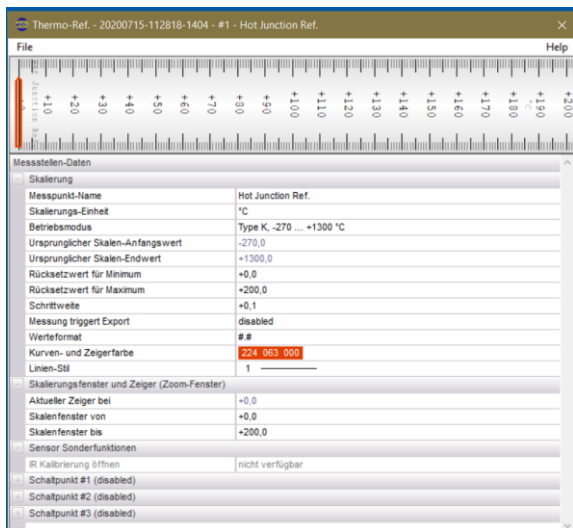 Thermo-Ref. - 20200715-112818-1404 - #1 - Hot Junction Ref.
File Help
+10 +20 +30 +40 +50 +60 +70 +80 +90 +100 +110 +120 +130 +140 +150 +160 +170 +180 +190 +200
°C
Messstellen-Daten
Skalierung
Messpunkt-Name Hot Junction Ref.
Skalierungs-Einheit °C
Betriebsmodus Type K, -270 ... +1300 °C
Ursprunglicher Skalen-Anfangswert -270,0
Ursprunglicher Skalen-Endwert +1300,0
Rücksetzwert für Minimum +0,0
Rücksetzwert für Maximum +200,0
Schrittweite +0,1
Messung triggert Export disabled
Werteformat #.#
Kurven- und Zeigerfarbe 224 063 000
Linien-Stil 1
Skalierungsfenster und Zeiger (Zoom-Fenster)
Aktueller Zeiger bei +0,0
Skalenfenster von +0,0
Skalenfenster bis +200,0
Sensor Sonderfunktionen
IR Kalibrierung öffnen nicht verfügbar
Schaltpunkt #1 (disabled)
Schaltpunkt #2 (disabled)
Schaltpunkt #3 (disabled)